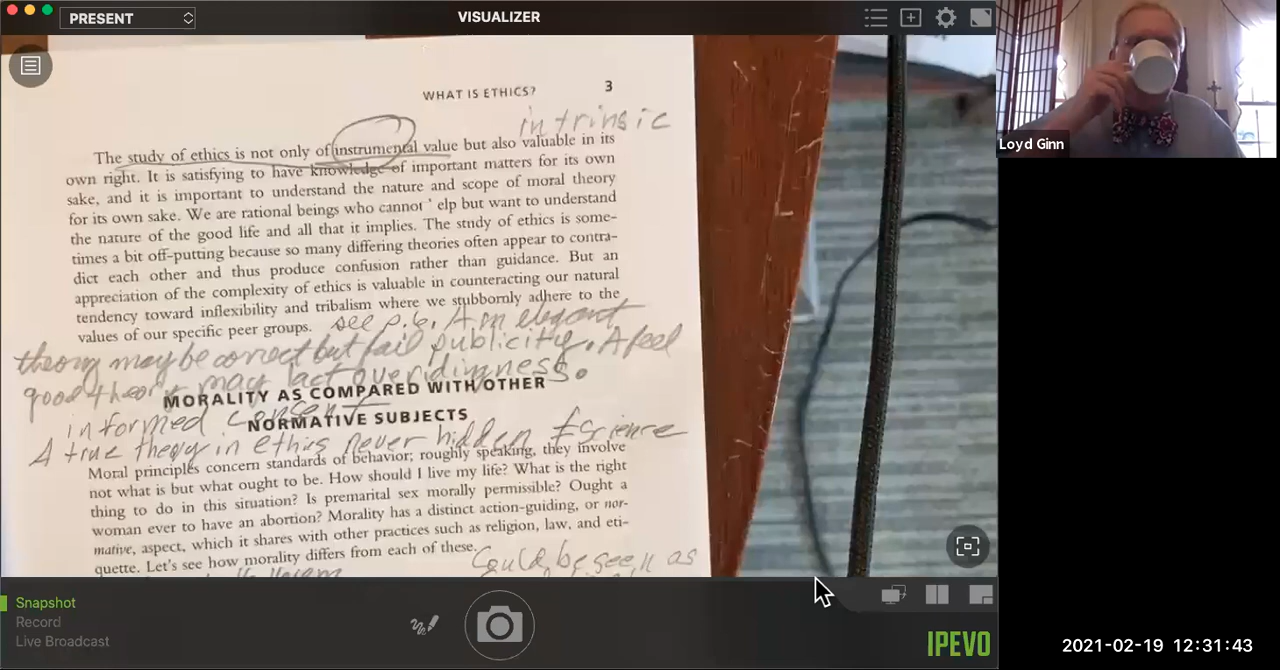 PRESENT
VISUALIZER
WHAT IS ETHICS?
3
intrinsic
The study of ethics is not only of instrumental value but also valuable in its
own right. It is satisfying to have knowledge of important matters for its own
sake, and it is important to understand the nature and scope of moral theory
for its own sake. We are rational beings who cannot ' elp but want to understand
the nature of the good life and all that it implies. The study of ethics is some-
times a bit off-putting because so many differing theories often appear to contra-
dict each other and thus produce confusion rather than guidance. But an
appreciation of the complexity of ethics is valuable in counteracting our natural
tendency toward inflexibility and tribalism where we stubbornly adhere to the
values of our specific peer groups.
see p.6. An elegant
theory may be correct but fail publicity. A feel
good theory may lack overidingness.
MORALITY AS COMPARED WITH OTHER
informed consent
NORMATIVE SUBJECTS
A true theory in ethics never hidden
Moral principles concern standards of behavior; roughly speaking, they involve
not what is but what ought to be. How should I live my life? What is the right
thing to do in this situation? Is premarital sex morally permissible? Ought a
woman ever to have an abortion? Morality has a distinct action-guiding, or nor-
mative, aspect, which it shares with other practices such as religion, law, and eti-
quette. Let's see how morality differs from each of these.
Could be seen as
Snapshot
Record
Live Broadcast
IPEVO
Loyd Ginn
2021-02-19 12:31:43